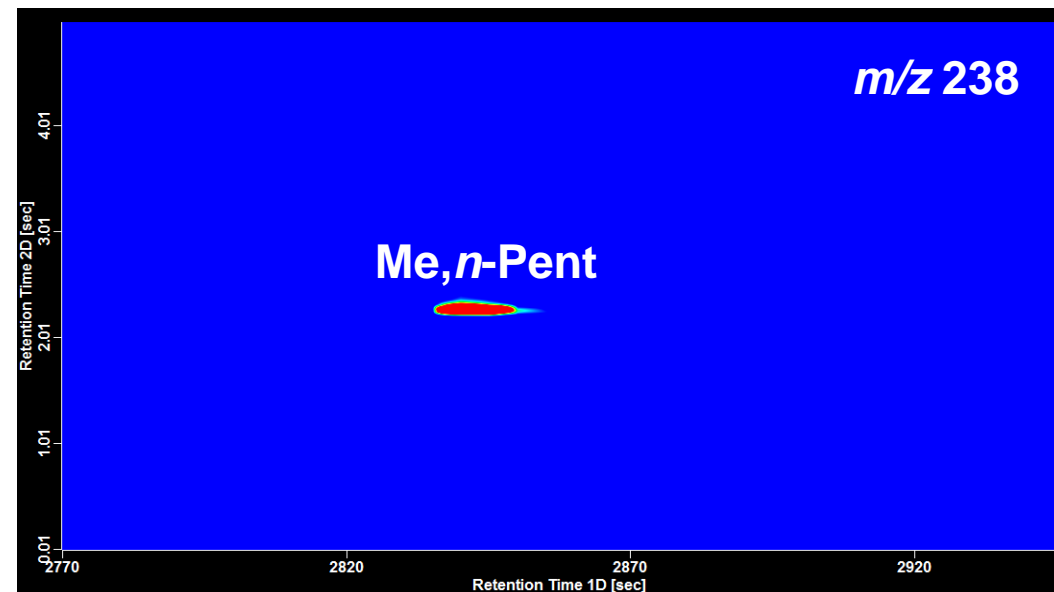 m/z 238
4.01
3.01
2.01
1.01
0.01
Retention Time 2D [sec]
Me,n-Pent
2770
2820
2870
2920
Retention Time 1D [sec]